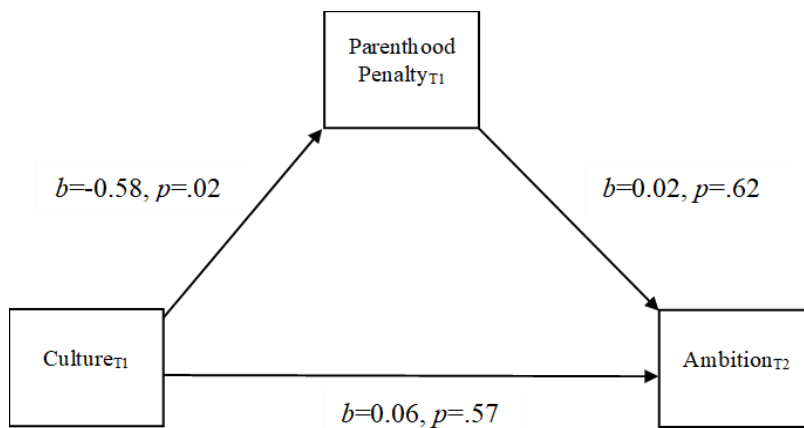 Parenthood
Penalty_T1
b=-0.58, p=.02
b=0.02, p=.62
Culture_T1
Ambition_T2
b=0.06, p=.57